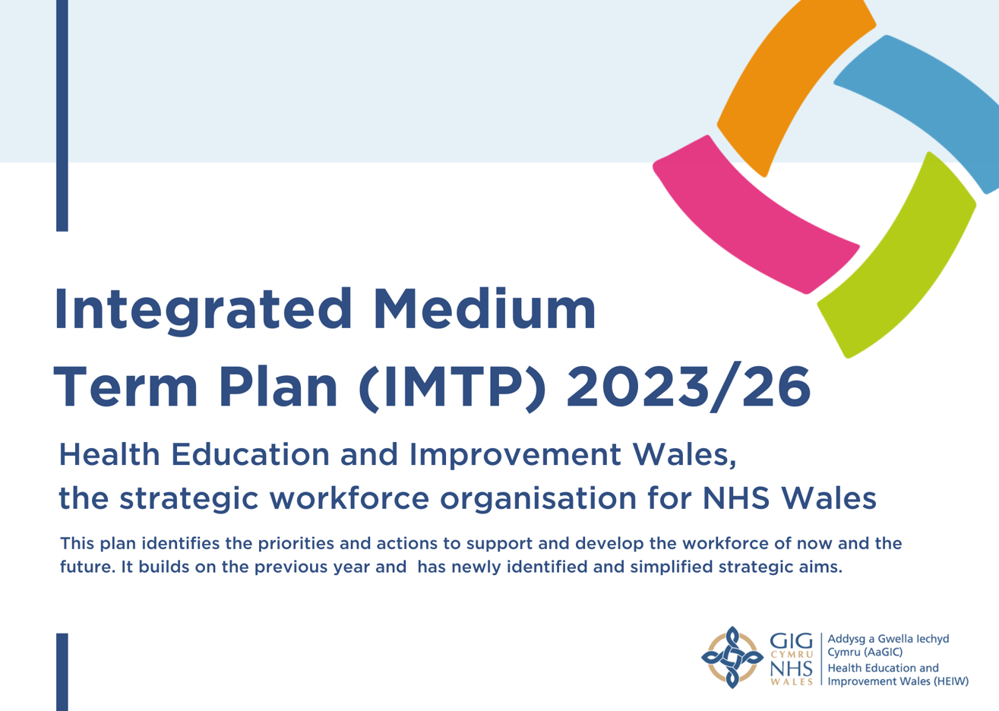 Integrated Medium
Term Plan (IMTP) 2023/26
Health Education and Improvement Wales,
the strategic workforce organisation for NHS Wales
This plan identifies the priorities and actions to support and develop the workforce of now and the
future. It builds on the previous year and  has newly identified and simplified strategic aims.
GIG
CYMRU
NHS
WALES
Addysg a Gwella Iechyd
Cymru (AaGIC)
Health Education and
Improvement Wales (HEIW)